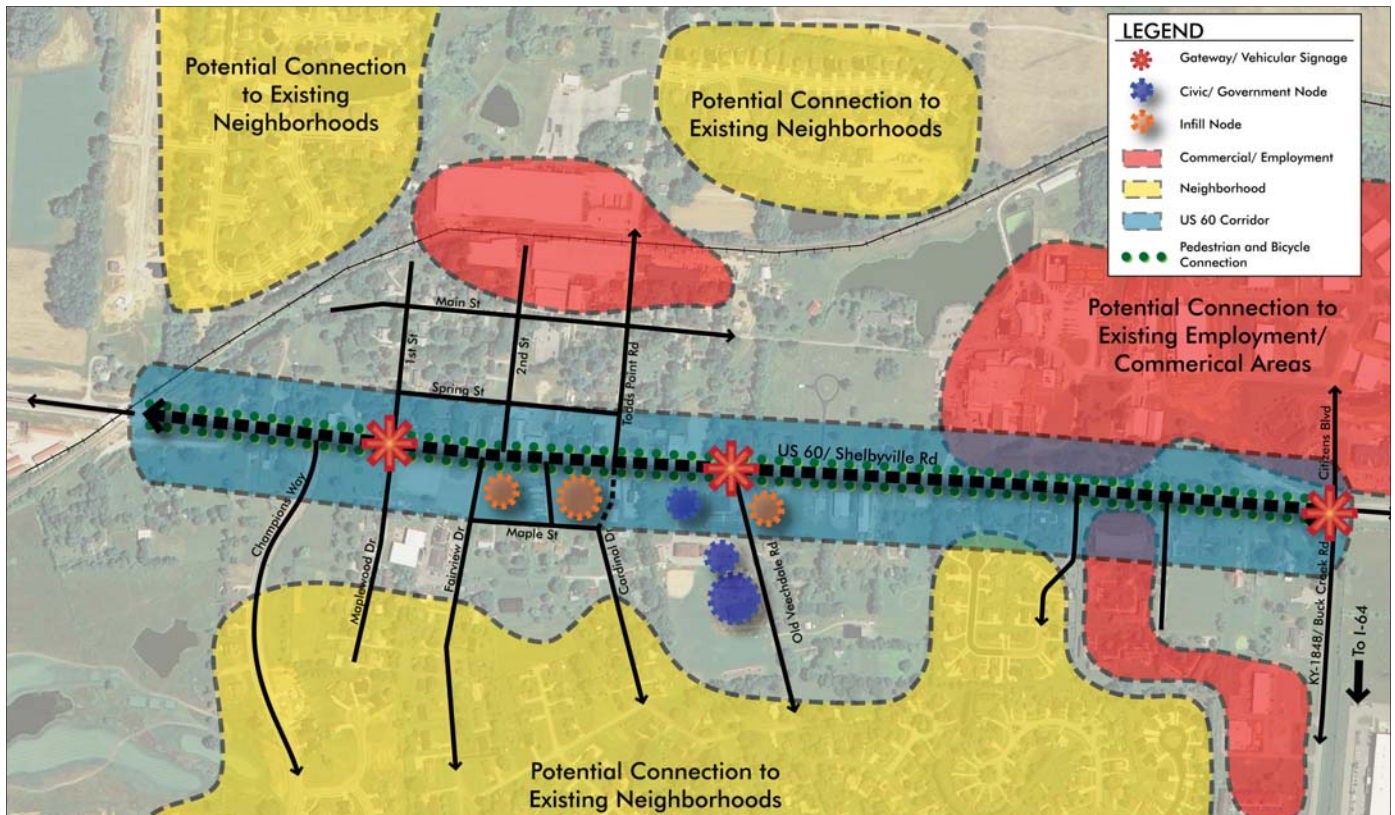 Potential Connection
to Existing
Neighborhoods
Potential Connection to
Existing Neighborhoods
LEGEND
Gateway/ Vehicular Signage
Civic/ Government Node
Infill Node
Commercial/ Employment
Neighborhood
US 60 Corridor
Pedestrian and Bicycle
Connection
Potential Connection to
Existing Employment/
Commerical Areas
Main St
1st St
2nd St
Todds Point Rd
Spring St
US 60/ Shelbyville Rd
Citizens Blvd
Champions Way
Maplewood Dr
Fairview Dr
Maple St
Cardinal Dr
Old Veechdale Rd
KY-1848/ Buck Creek Rd
To I-64
Potential Connection to
Existing Neighborhoods